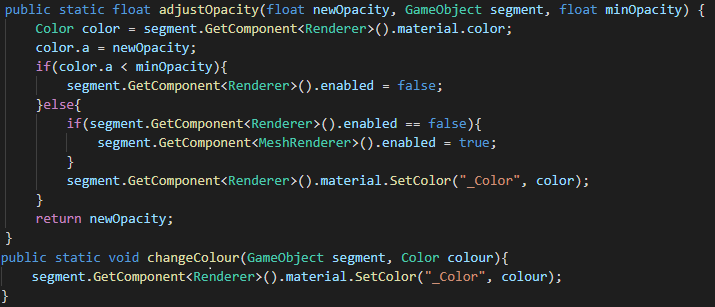 public static float adjustOpacity(float newOpacity, GameObject segment, float minOpacity) {
    Color color = segment.GetComponent<Renderer>().material.color;
    color.a = newOpacity;
    if(color.a < minOpacity){
        segment.GetComponent<Renderer>().enabled = false;
    }else{
        if(segment.GetComponent<Renderer>().enabled == false){
            segment.GetComponent<MeshRenderer>().enabled = true;
        }
        segment.GetComponent<Renderer>().material.SetColor("_Color", color);
    }
    return newOpacity;
}
public static void changeColour(GameObject segment, Color colour){
    segment.GetComponent<Renderer>().material.SetColor("_Color", colour);
}